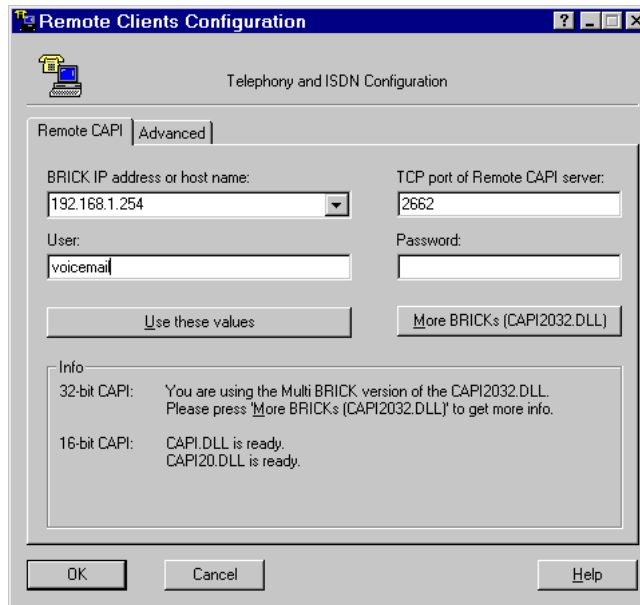 Remote Clients Configuration
Telephony and ISDN Configuration
Remote CAPI
Advanced
BRICK IP address or host name:
TCP port of Remote CAPI server:
192.168.1.254
2662
User:
Password:
voicemail
Use these values
More BRICKs (CAPI2032.DLL)
Info
32-bit CAPI: You are using the Multi BRICK version of the CAPI2032.DLL.
Please press 'More BRICKs (CAPI2032.DLL)' to get more info.
16-bit CAPI: CAPI.DLL is ready.
CAPI20.DLL is ready.
OK
Cancel
Help